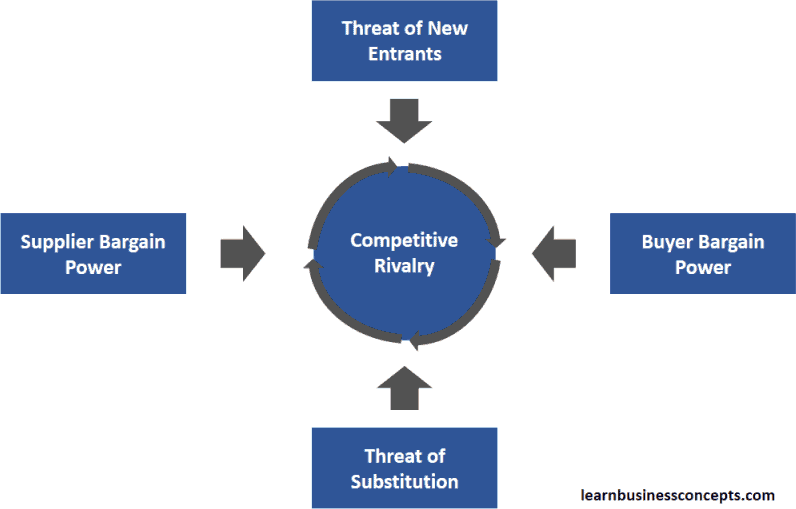 Threat of New
Entrants
Supplier Bargain
Power
Competitive
Rivalry
Buyer Bargain
Power
Threat of
Substitution
learnbusinessconcepts.com